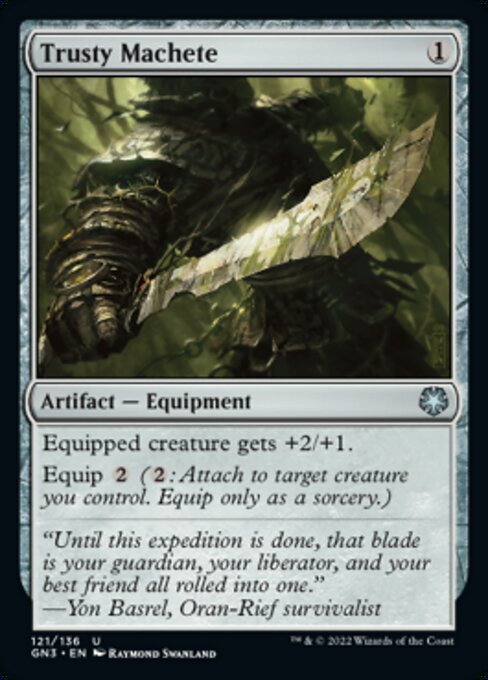 Trusty Machete 1
Artifact — Equipment
Equipped creature gets +2/+1.
Equip 2 (2: Attach to target creature
you control. Equip only as a sorcery.)
“Until this expedition is done, that blade
is your guardian, your liberator, and your
best friend all rolled into one.”
—Yon Basrel, Oran-Rief survivalist
121/136 U
GN3 • EN Raymond Swanland
™ & © 2022 Wizards of the Coast